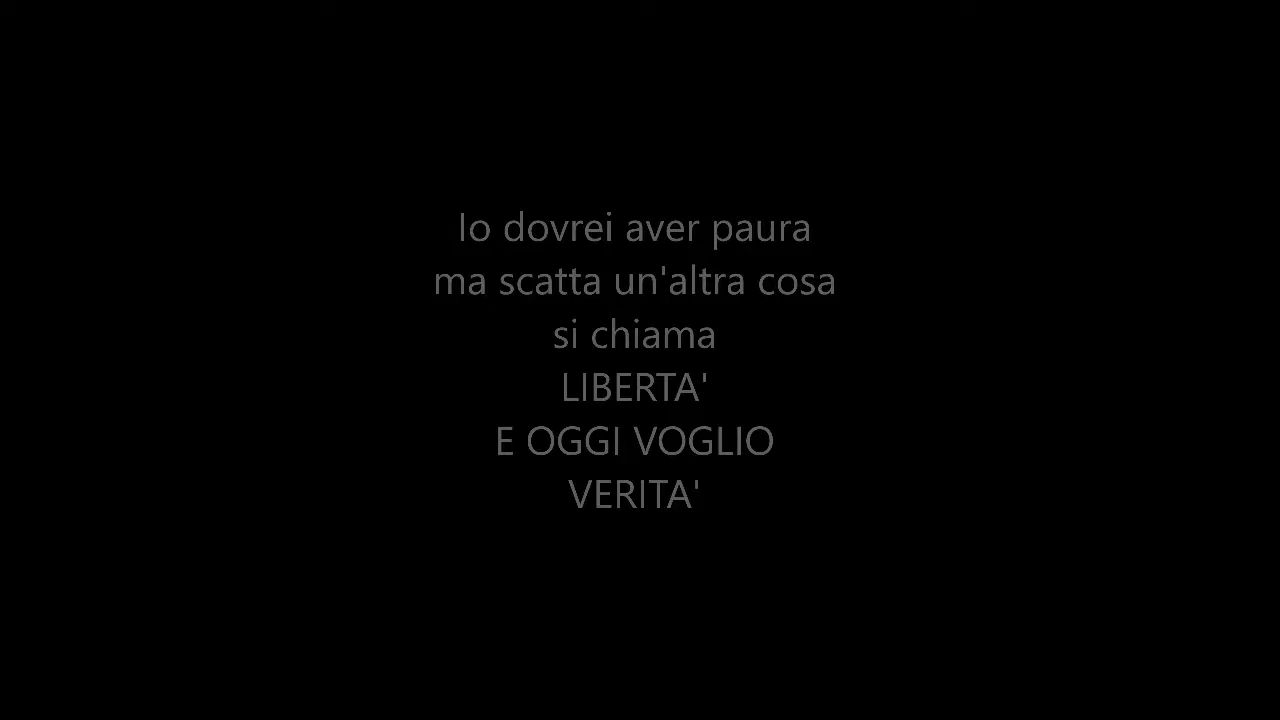 Io dovrei aver paura
ma scatta un'altra cosa
si chiama
LIBERTA'
E OGGI VOGLIO
VERITA'